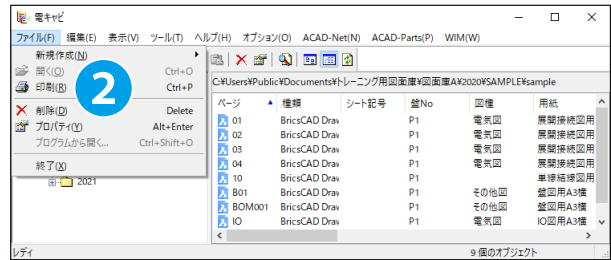 電キャビ
ファイル(F) 編集(E) 表示(V) ツール(T) ヘルプ(H) オプション(O) ACAD-Net(N) ACAD-Parts(P) WIM(W)
新規作成(N)
開く(O) Ctrl+O
印刷(R) Ctrl+P
削除(D) Delete
プロパティ(Y) Alt+Enter
プログラムから開く... Ctrl+Shift+O
終了(X)
2
2021
C:¥Users¥Public¥Documents¥トレーニング用図面庫¥図面庫A¥2020¥SAMPLE¥sample
ページ 種類 シート記号 盤No 図種 用紙
01 BricsCAD Draw P1 電気図 展開接続図用
02 BricsCAD Draw P1 電気図 展開接続図用
03 BricsCAD Draw P1 電気図 展開接続図用
04 BricsCAD Draw P1 電気図 展開接続図用
10 BricsCAD Draw P1 単線結線図用
B01 BricsCAD Draw P1 その他図 盤図用A3横
BOM001 BricsCAD Draw P1 その他図 盤図用A3横
IO BricsCAD Draw P1 電気図 IO図用A3横
レディ 9 個のオブジェクト